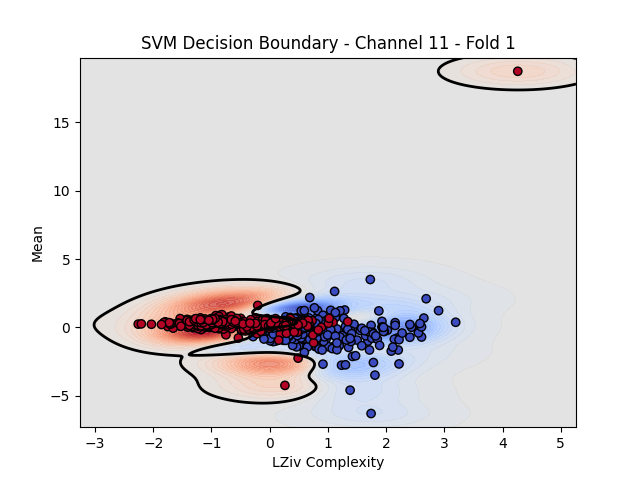 SVM Decision Boundary - Channel 11 - Fold 1
15
10
5
0
−5
Mean
−3 −2 −1 0 1 2 3 4 5
LZiv Complexity